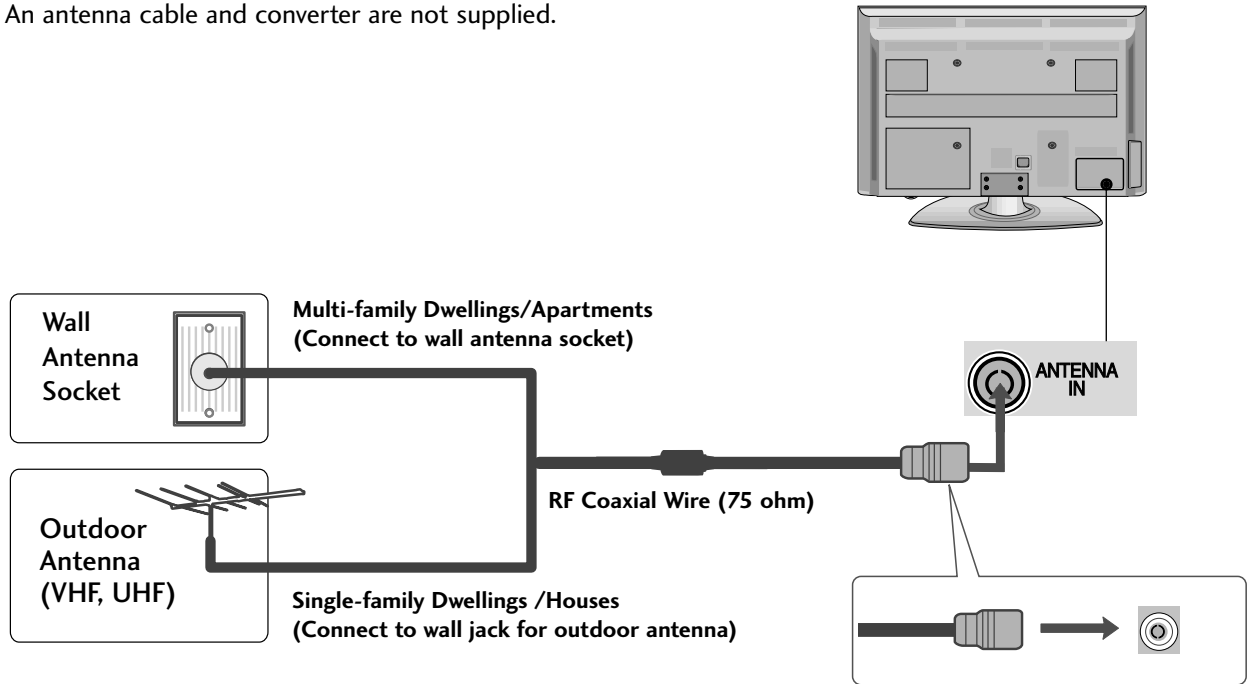 An antenna cable and converter are not supplied.
Wall
Antenna
Socket
Multi-family Dwellings/Apartments
(Connect to wall antenna socket)
ANTENNA
IN
RF Coaxial Wire (75 ohm)
Outdoor
Antenna
(VHF, UHF)
Single-family Dwellings /Houses
(Connect to wall jack for outdoor antenna)